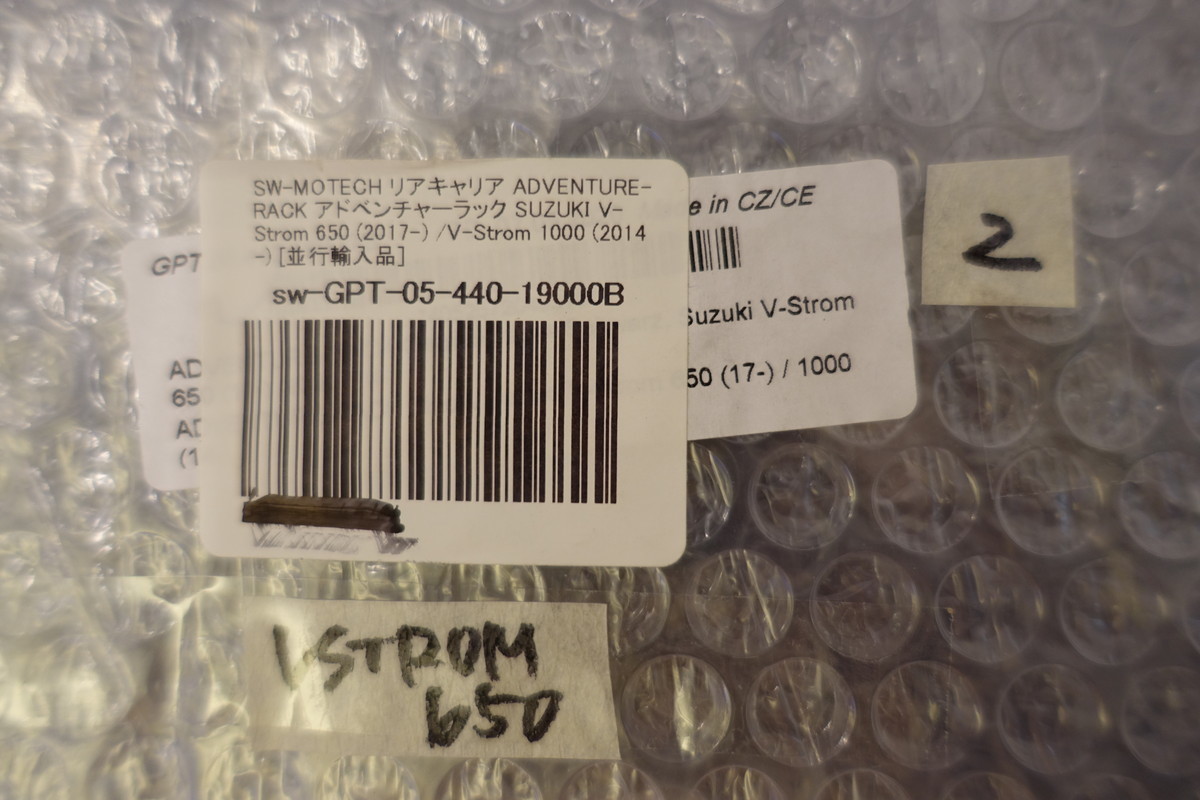 SW-MOTECH リアキャリア ADVENTURE-
RACK アドベンチャーラック SUZUKI V-
Strom 650 (2017-) /V-Strom 1000 (2014
-) [並行輸入品]
sw-GPT-05-440-19000B
GPT
AD
65
AD
(1
e in CZ/CE
Suzuki V-Strom
50 (17-) / 1000
2
V-STROM
650